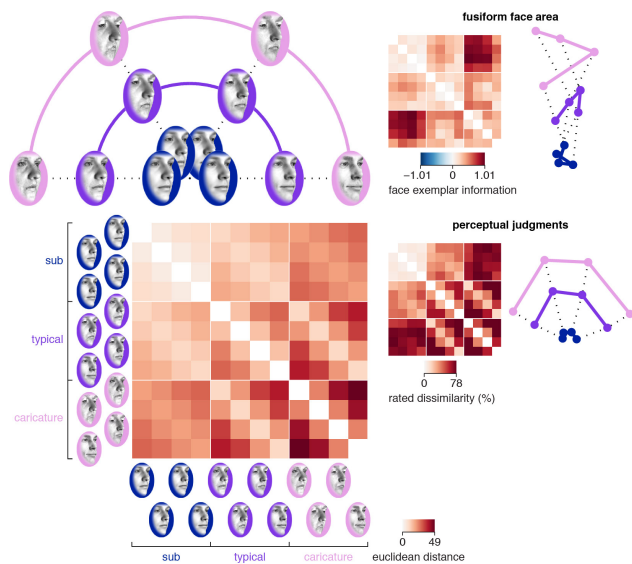 fusiform face area
−1.01 0 1.01
face exemplar information
perceptual judgments
0 78
rated dissimilarity (%)
sub
typical
caricature
sub typical caricature
0 49
euclidean distance